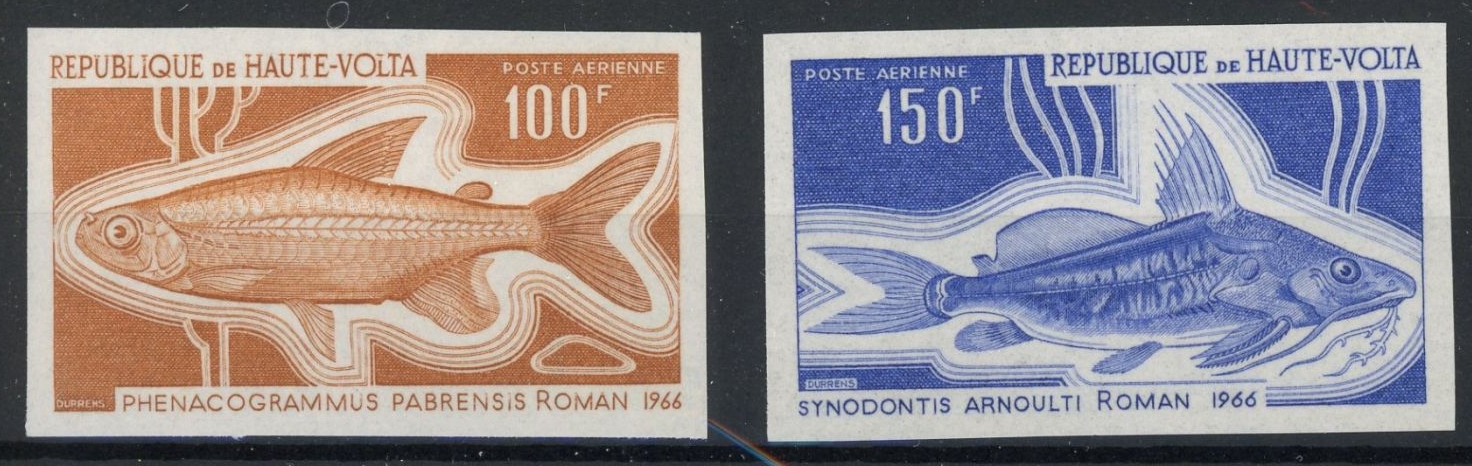 REPUBLIQUE DE HAUTE-VOLTA
POSTE AERIENNE
100F
DURRENS
PHENACOGRAMMUS PABRENSIS ROMAN 1966
POSTE AERIENNE
REPUBLIQUE DE HAUTE-VOLTA
150F
DURRENS
SYNODONTIS ARNOULTI ROMAN 1966